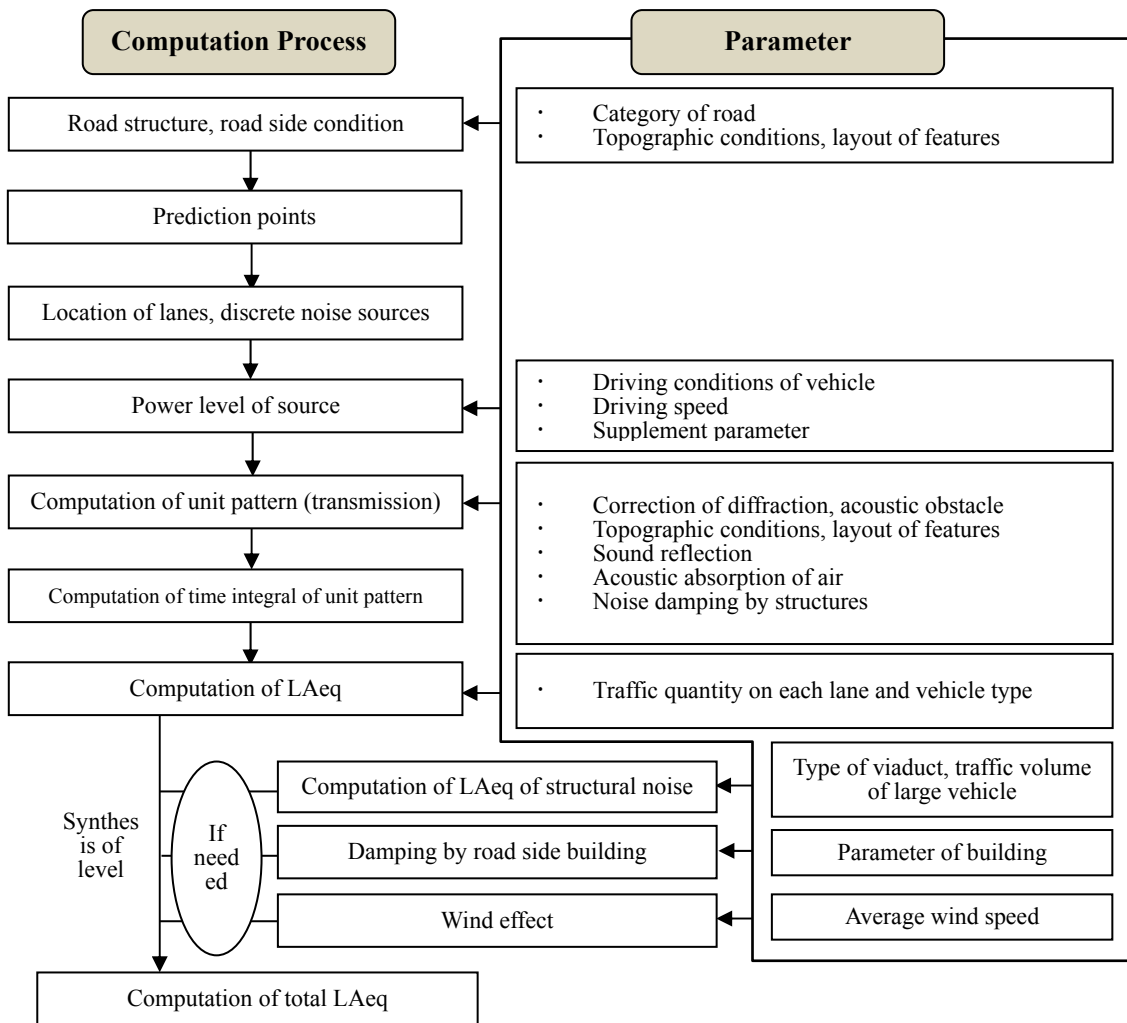 Computation Process
Parameter
Road structure, road side condition
· Category of road
· Topographic conditions, layout of features
Prediction points
Location of lanes, discrete noise sources
Power level of source
· Driving conditions of vehicle
· Driving speed
· Supplement parameter
Computation of unit pattern (transmission)
· Correction of diffraction, acoustic obstacle
· Topographic conditions, layout of features
· Sound reflection
· Acoustic absorption of air
· Noise damping by structures
Computation of time integral of unit pattern
Computation of LAeq
· Traffic quantity on each lane and vehicle type
Synthes
is of
level
If
need
ed
Computation of LAeq of structural noise
Type of viaduct, traffic volume
of large vehicle
Damping by road side building
Parameter of building
Wind effect
Average wind speed
Computation of total LAeq